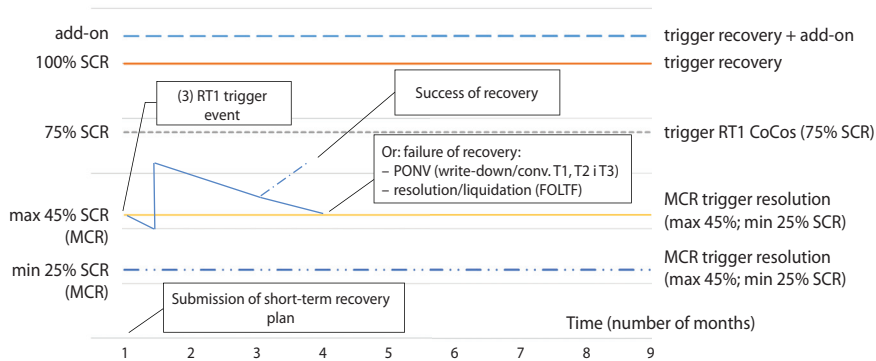 add-on
trigger recovery + add-on
100% SCR
trigger recovery
(3) RT1 trigger
event
Success of recovery
75% SCR
trigger RT1 CoCos (75% SCR)
Or: failure of recovery:
– PONV (write-down/conv. T1, T2 i T3)
– resolution/liquidation (FOLTF)
max 45% SCR
(MCR)
MCR trigger resolution
(max 45%; min 25% SCR)
min 25% SCR
(MCR)
MCR trigger resolution
(max 45%; min 25% SCR)
Submission of short-term recovery
plan
Time (number of months)
1 2 3 4 5 6 7 8 9